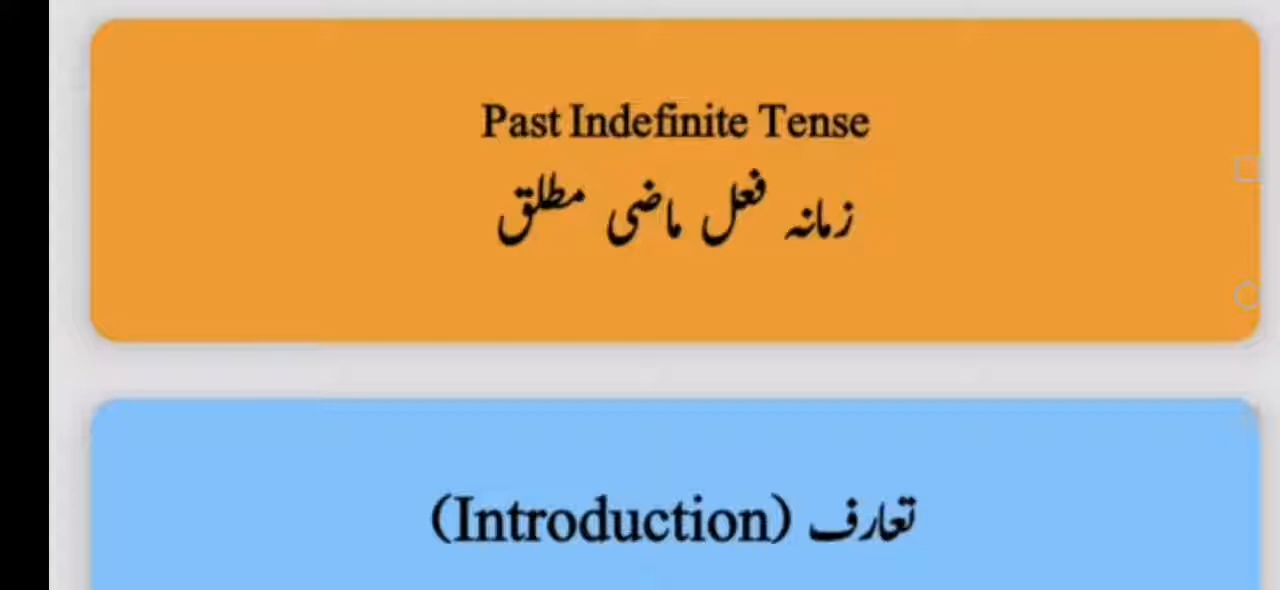 Past Indefinite Tense
زمانہ فعل ماضی مطلق
تعارف (Introduction)